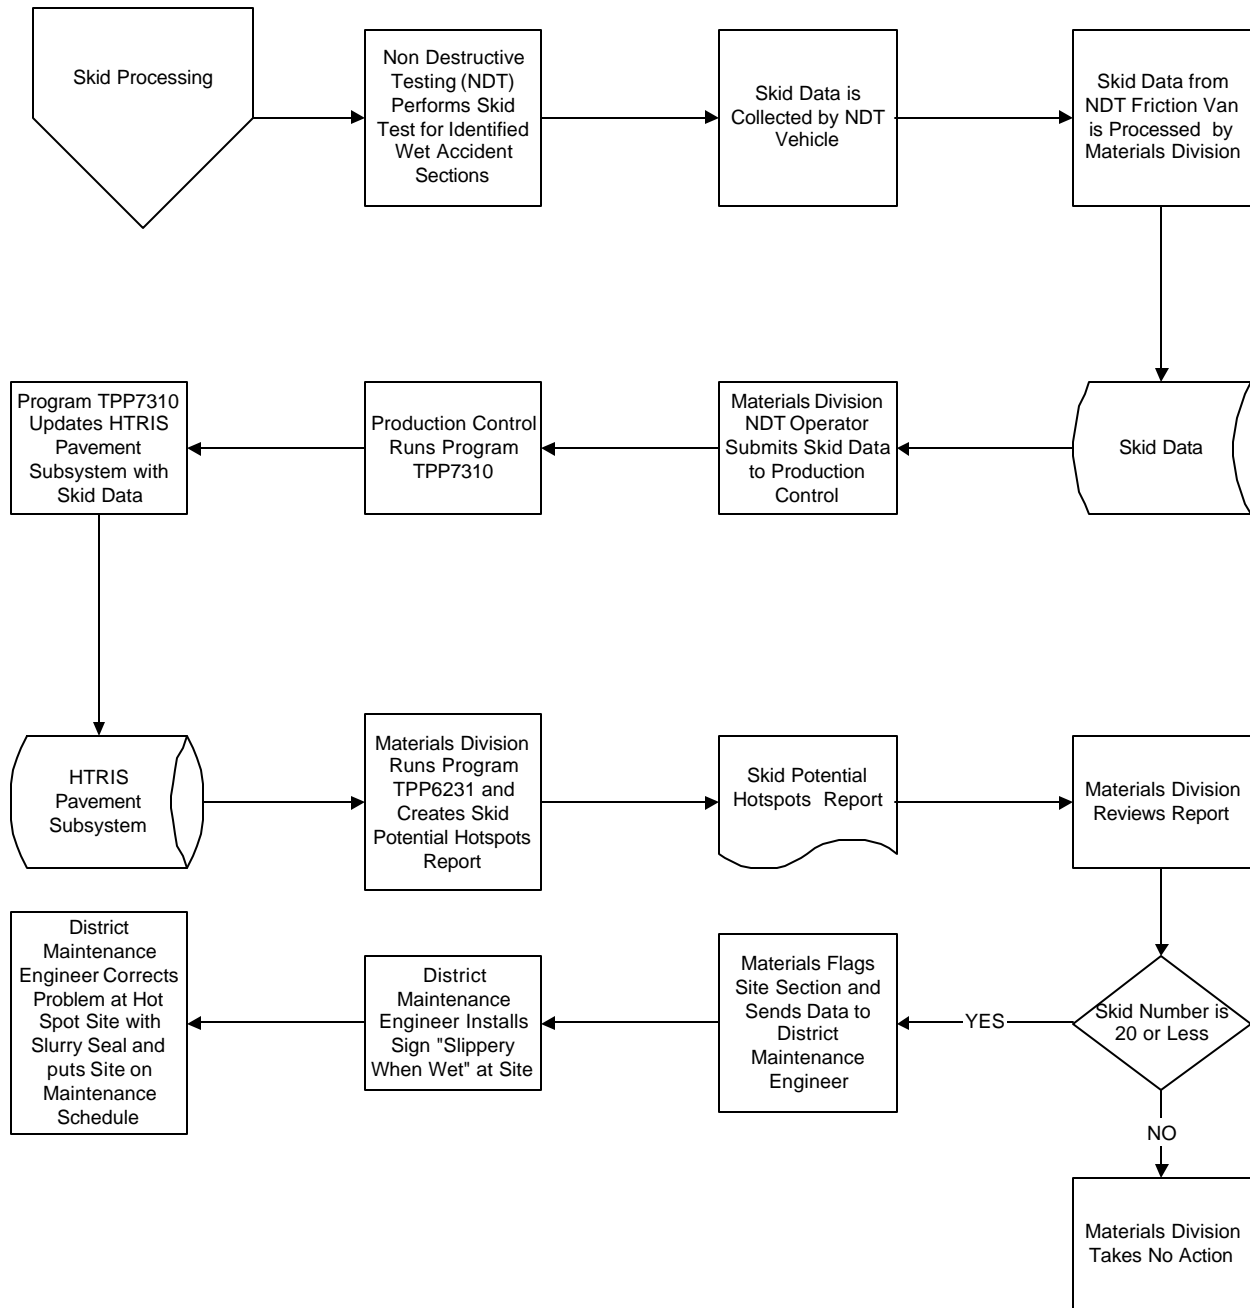 Skid Processing
Non Destructive
Testing (NDT)
Performs Skid
Test for Identified
Wet Accident
Sections
Skid Data is
Collected by NDT
Vehicle
Skid Data from
NDT Friction Van
is Processed by
Materials Division
Program TPP7310
Updates HTRIS
Pavement
Subsystem with
Skid Data
Production Control
Runs Program
TPP7310
Materials Division
NDT Operator
Submits Skid Data
to Production
Control
Skid Data
HTRIS
Pavement
Subsystem
Materials Division
Runs Program
TPP6231 and
Creates Skid
Potential Hotspots
Report
Skid Potential
Hotspots Report
Materials Division
Reviews Report
District
Maintenance
Engineer Corrects
Problem at Hot
Spot Site with
Slurry Seal and
puts Site on
Maintenance
Schedule
District
Maintenance
Engineer Installs
Sign "Slippery
When Wet" at Site
Materials Flags
Site Section and
Sends Data to
District
Maintenance
Engineer
YES
Skid Number is
20 or Less
NO
Materials Division
Takes No Action